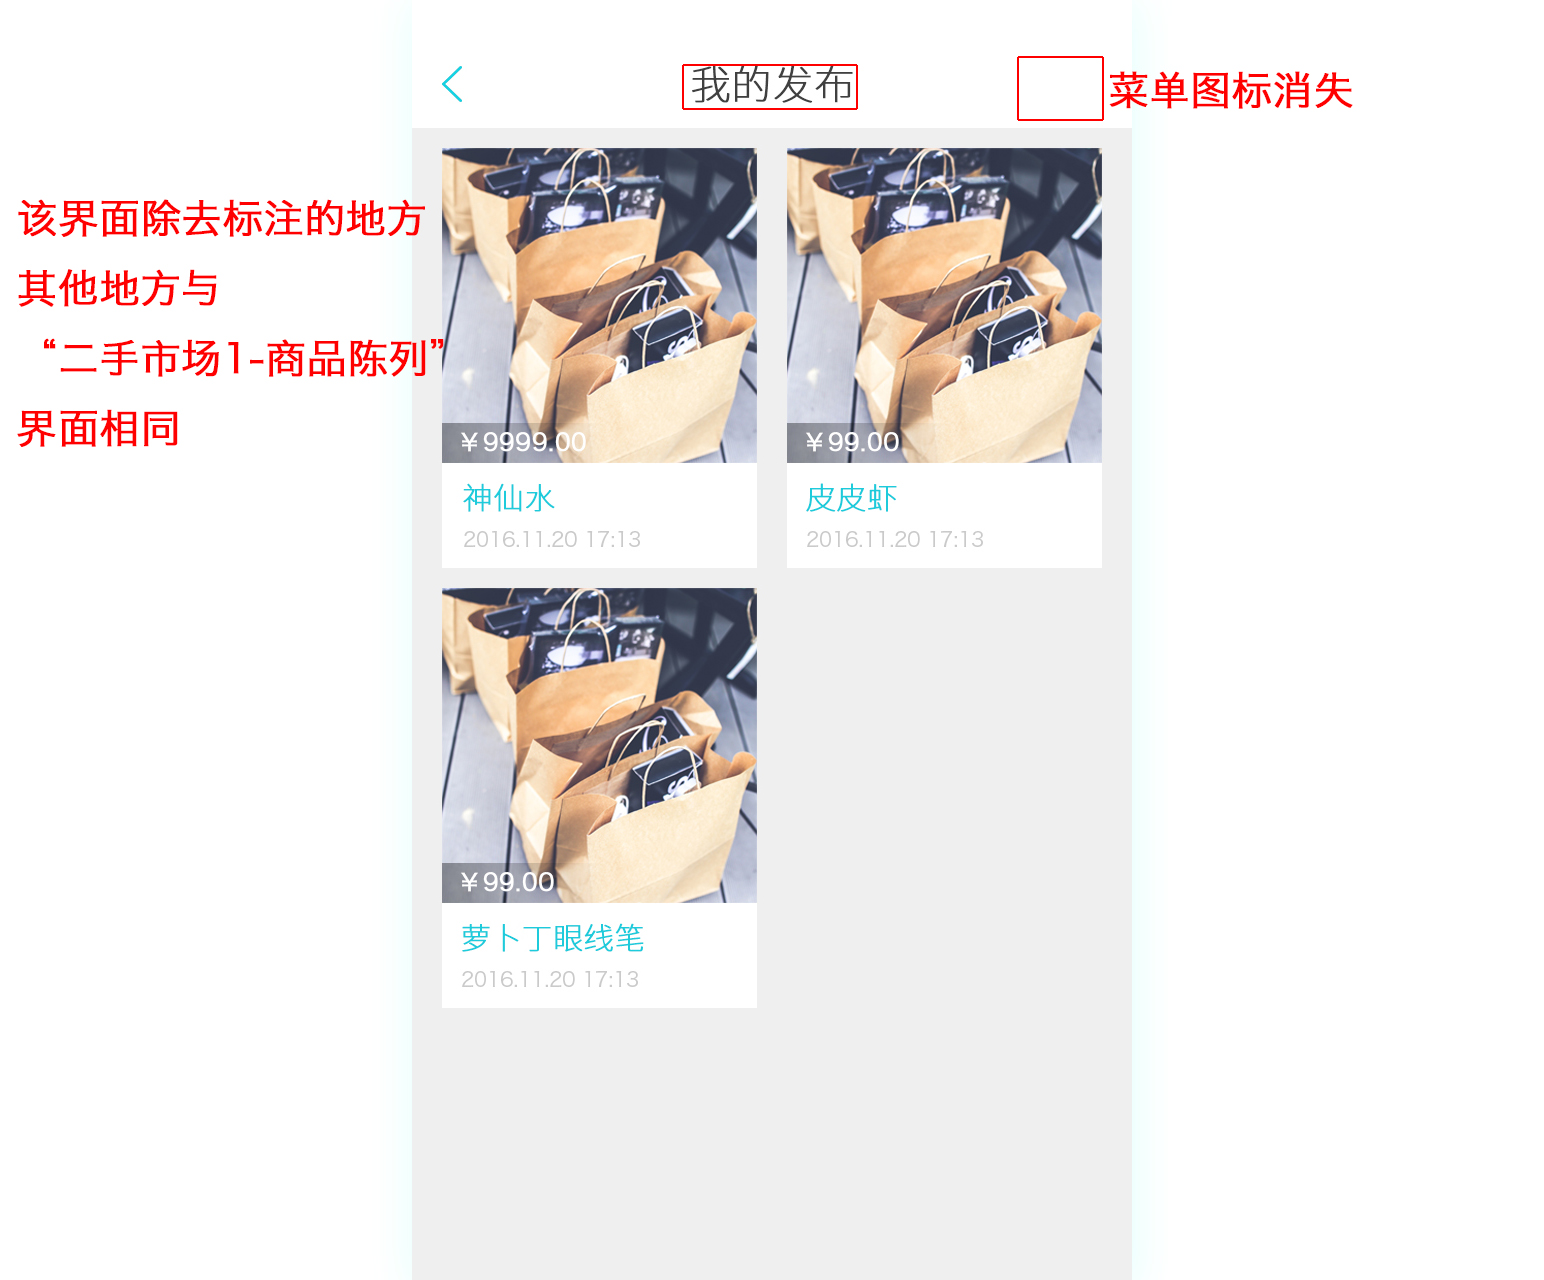 我的发布
菜单图标消失
该界面除去标注的地方
其他地方与
“二手市场1-商品陈列”
界面相同
￥9999.00
神仙水
2016.11.20 17:13
￥99.00
皮皮虾
2016.11.20 17:13
￥99.00
萝卜丁眼线笔
2016.11.20 17:13